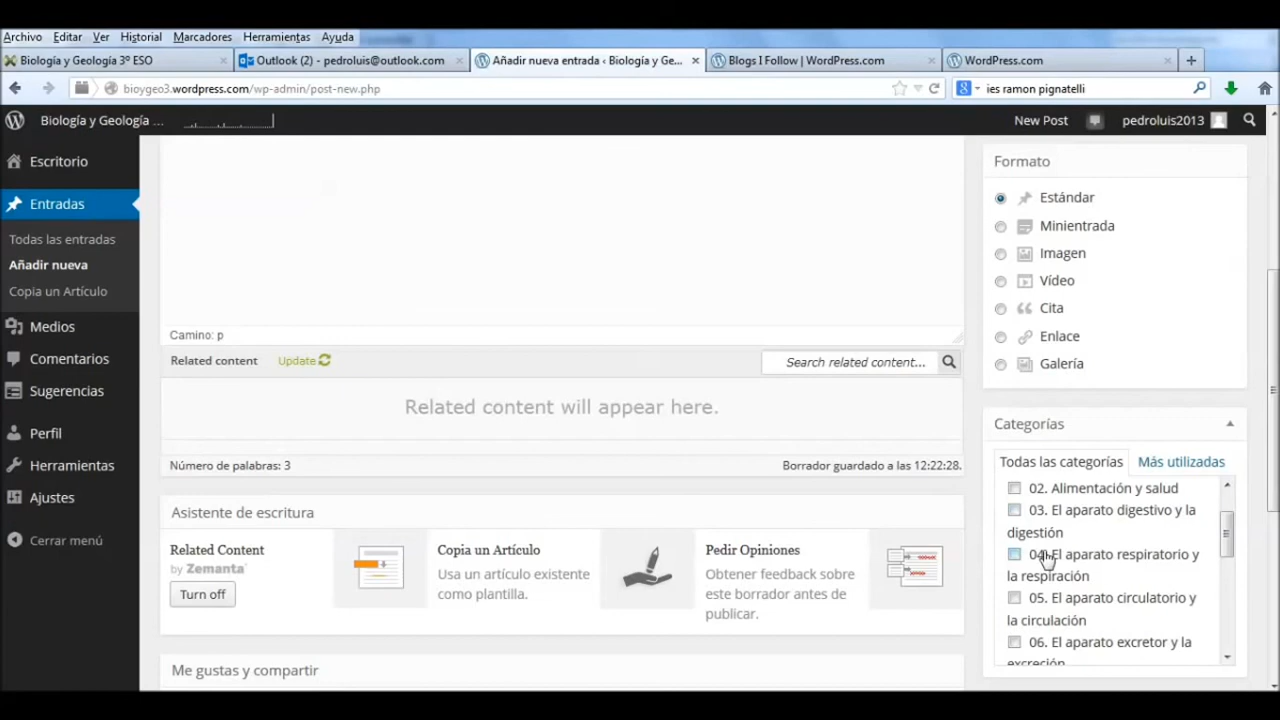 Archivo Editar Ver Historial Marcadores Herramientas Ayuda
Biología y Geología 3º ESO
Outlook (2) - pedroluis@outlook.com
Añadir nueva entrada ‹ Biología y Ge...
Blogs I Follow | WordPress.com
WordPress.com
bioygeo3.wordpress.com/wp-admin/post-new.php
ies ramon pignatelli
Biología y Geología ...
New Post
pedroluis2013
Escritorio
Entradas
Todas las entradas
Añadir nueva
Copia un Artículo
Medios
Comentarios
Sugerencias
Perfil
Herramientas
Ajustes
Cerrar menú
Camino: p
Related content Update
Search related content...
Related content will appear here.
Número de palabras: 3
Borrador guardado a las 12:22:28.
Asistente de escritura
Related Content
by Zemanta
Turn off
Copia un Artículo
Usa un artículo existente
como plantilla.
Pedir Opiniones
Obtener feedback sobre
este borrador antes de
publicar.
Me gustas y compartir
Formato
Estándar
Minientrada
Imagen
Vídeo
Cita
Enlace
Galería
Categorías
Todas las categorías
Más utilizadas
02. Alimentación y salud
03. El aparato digestivo y la
digestión
04. El aparato respiratorio y
la respiración
05. El aparato circulatorio y
la circulación
06. El aparato excretor y la
excreción